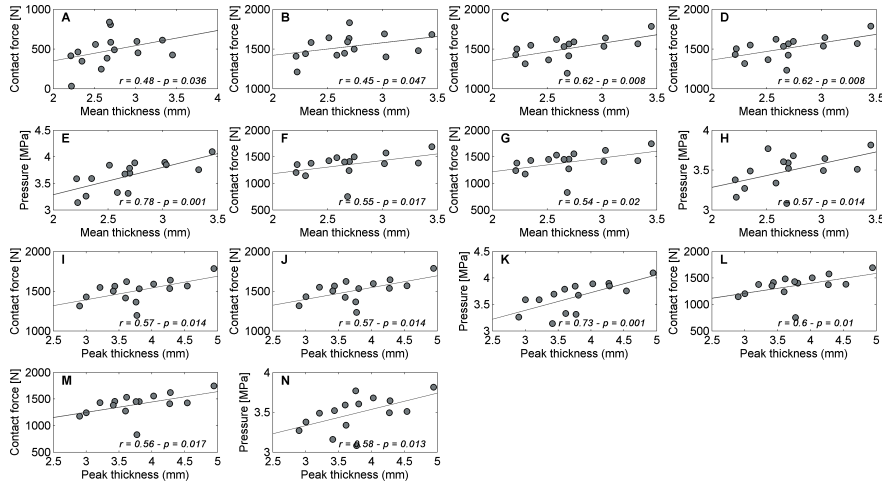 A
r = 0.48 - p = 0.036
Contact force [N]
1000
500
0
2 2.5 3 3.5 4
Mean thickness (mm)
B
r = 0.45 - p = 0.047
Contact force [N]
2000
1500
1000
2 2.5 3 3.5
Mean thickness (mm)
C
r = 0.62 - p = 0.008
Contact force [N]
2000
1500
1000
2 2.5 3 3.5
Mean thickness (mm)
D
r = 0.62 - p = 0.008
Contact force [N]
2000
1500
1000
2 2.5 3 3.5
Mean thickness (mm)
E
r = 0.78 - p = 0.001
Pressure [MPa]
4.5
4
3.5
3
2 2.5 3 3.5
Mean thickness (mm)
F
r = 0.55 - p = 0.017
Contact force [N]
2000
1500
1000
500
2 2.5 3 3.5
Mean thickness (mm)
G
r = 0.54 - p = 0.02
Contact force [N]
2000
1500
1000
500
2 2.5 3 3.5
Mean thickness (mm)
H
r = 0.57 - p = 0.014
Pressure [MPa]
4
3.5
3
2 2.5 3 3.5
Mean thickness (mm)
I
r = 0.57 - p = 0.014
Contact force [N]
2000
1500
1000
2.5 3 3.5 4 4.5 5
Peak thickness (mm)
J
r = 0.57 - p = 0.014
Contact force [N]
2000
1500
1000
2.5 3 3.5 4 4.5 5
Peak thickness (mm)
K
r = 0.73 - p = 0.001
Pressure [MPa]
4.5
4
3.5
3
2.5 3 3.5 4 4.5 5
Peak thickness (mm)
L
r = 0.6 - p = 0.01
Contact force [N]
2000
1500
1000
500
2.5 3 3.5 4 4.5 5
Peak thickness (mm)
M
r = 0.56 - p = 0.017
Contact force [N]
2000
1500
1000
500
2.5 3 3.5 4 4.5 5
Peak thickness (mm)
N
r = 0.58 - p = 0.013
Pressure [MPa]
4
3.5
3
2.5 3 3.5 4 4.5 5
Peak thickness (mm)